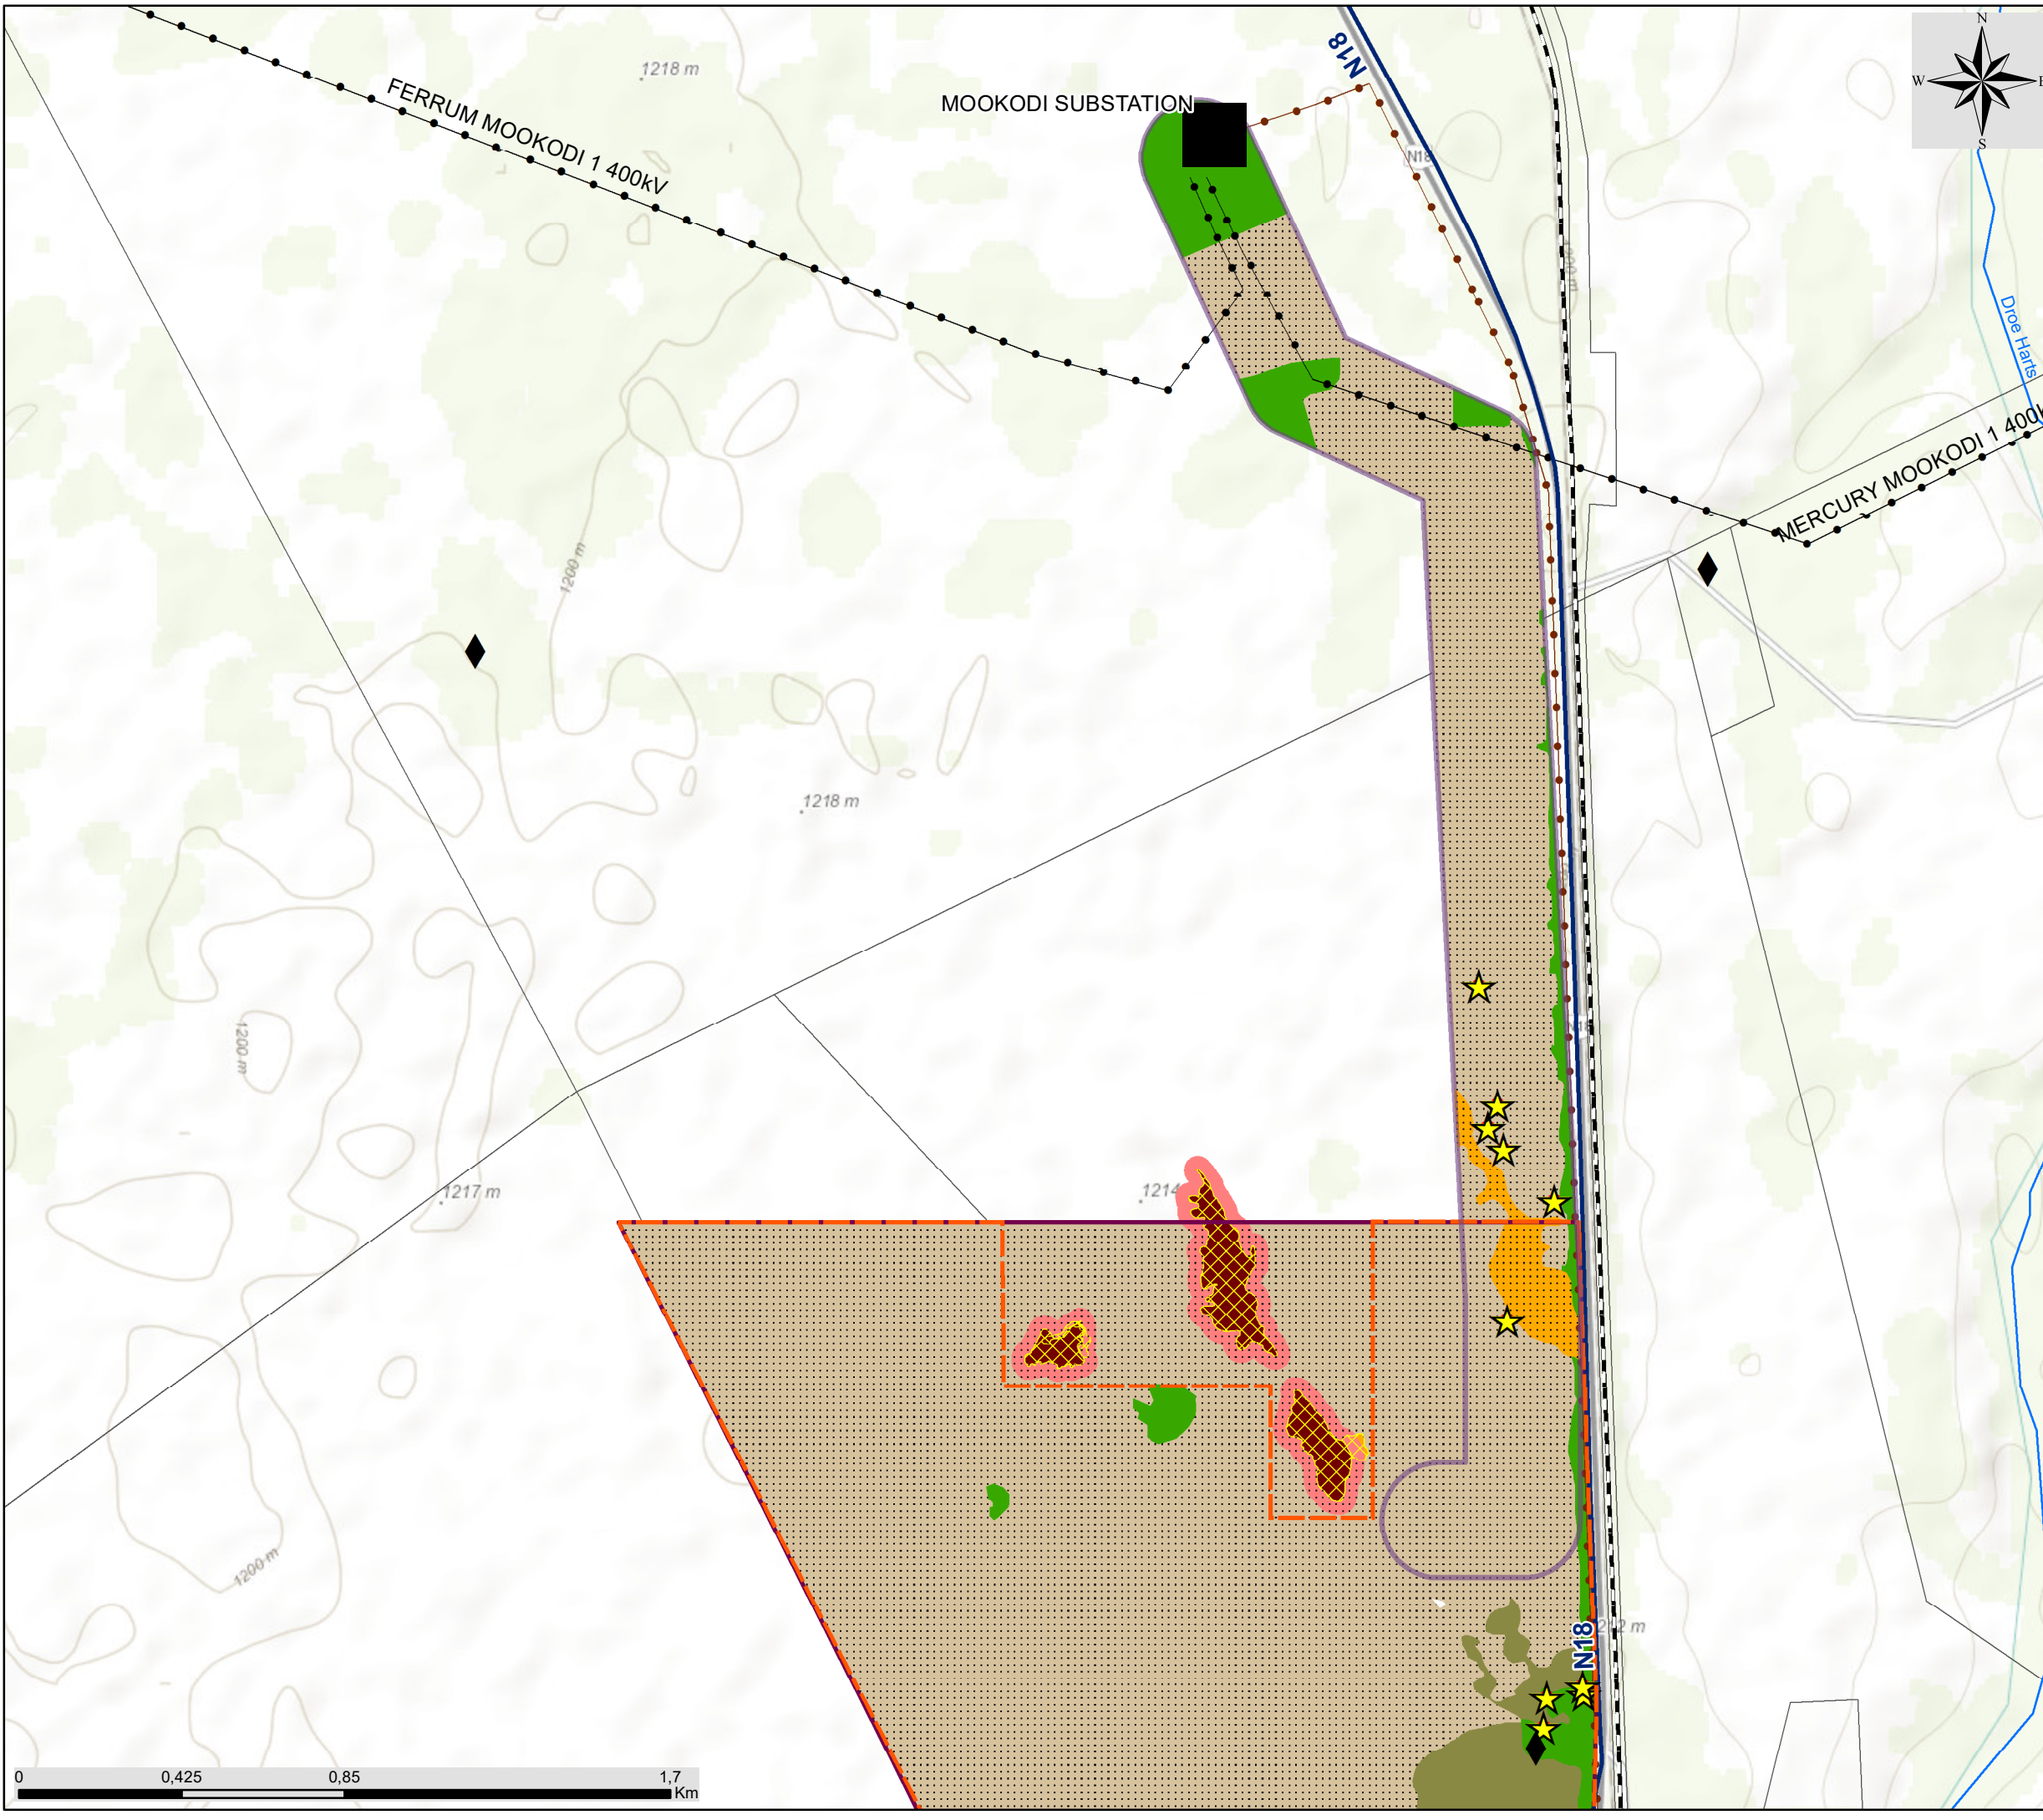 N
W
S
N18
1218 m
MOOKODI SUBSTATION
FERRUM MOOKODI 1 400kV
N18
Droe Harts
MERCURY MOOKODI 1 400
1200 m
1218 m
1200 m
1217 m
1214
1200 m
N18
0 0,425 0,85 1,7
Km